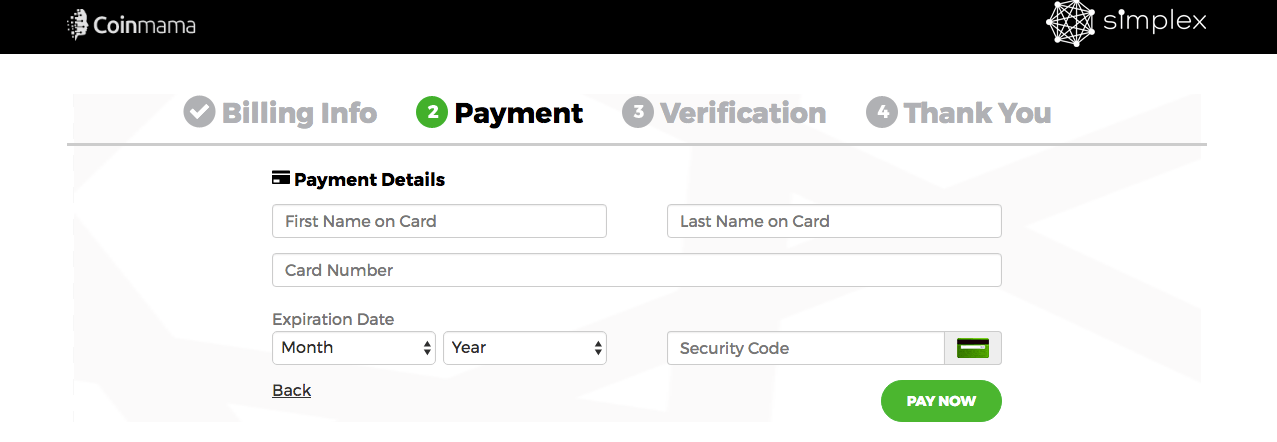 Coinmama simplex
Billing Info 2 Payment 3 Verification 4 Thank You
Payment Details
First Name on Card Last Name on Card
Card Number
Expiration Date
Month Year Security Code
Back PAY NOW